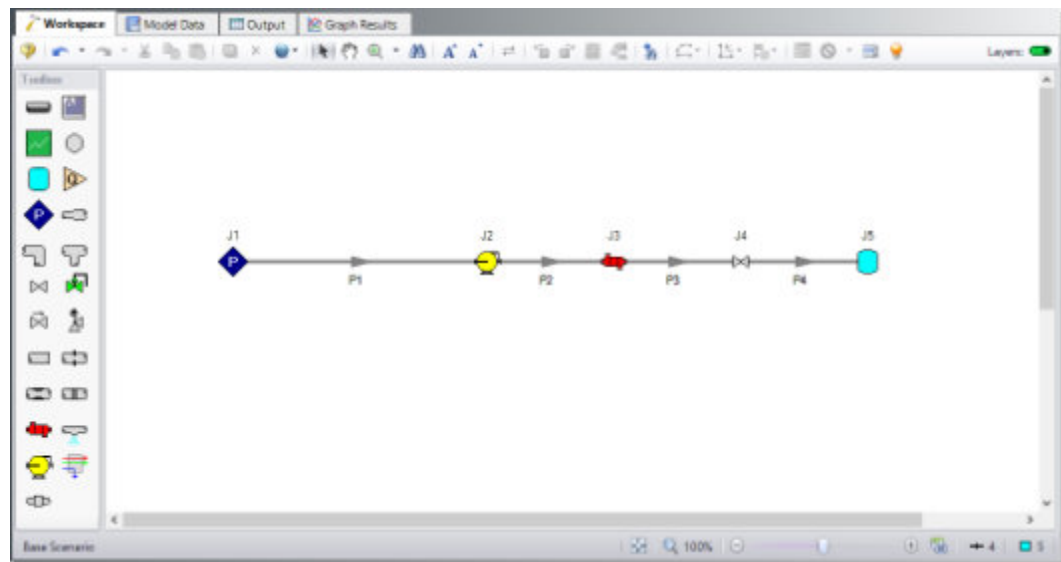 Workspace Model Data Output Graph Results
Layers:
Toolbox
J1 J2 J3 J4 J5
P1 P2 P3 P4
Base Scenario 100% 4 5